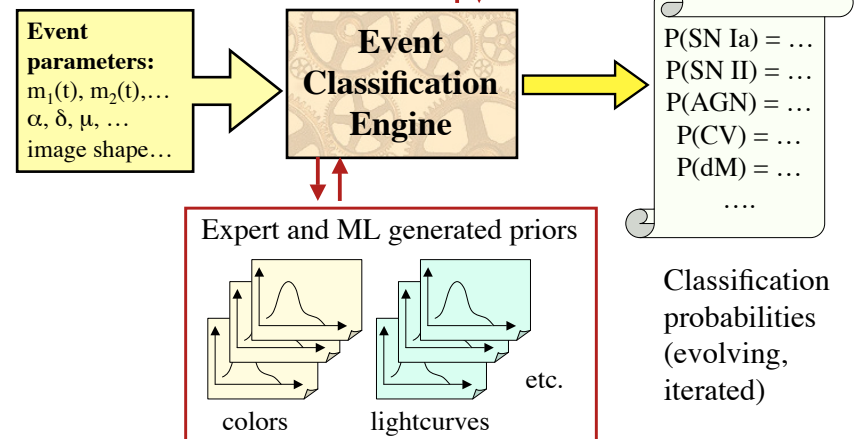 Event
parameters:
m₁(t), m₂(t),…
α, δ, μ, …
image shape…
Event
Classification
Engine
P(SN Ia) = …
P(SN II) = …
P(AGN) = …
P(CV) = …
P(dM) = …
….
Classification
probabilities
(evolving,
iterated)
Expert and ML generated priors
etc.
colors
lightcurves